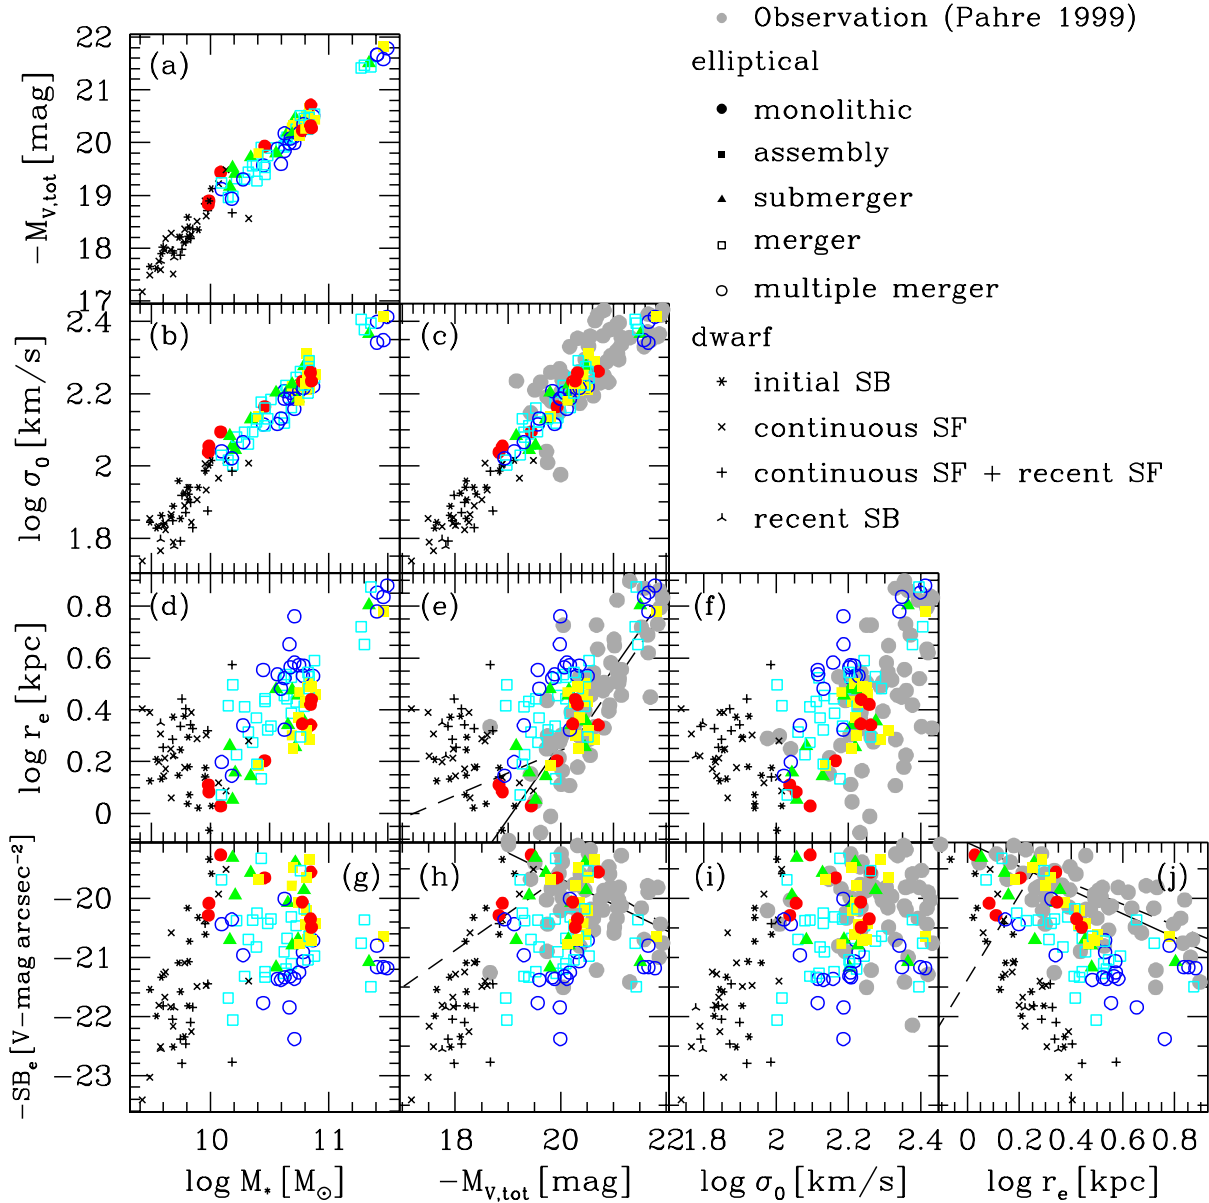 Observation (Pahre 1999)
elliptical
monolithic
assembly
submerger
merger
multiple merger
dwarf
initial SB
continuous SF
continuous SF + recent SF
recent SB
(a)
22
21
20
19
18
17
−M_V,tot [mag]
(b)
(c)
2.4
2.2
2
1.8
log σ_0 [km/s]
(d)
(e)
(f)
0.8
0.6
0.4
0.2
0
log r_e [kpc]
(g)
(h)
(i)
(j)
−20
−21
−22
−23
−SB_e [V−mag arcsec^−2]
10 11
18 20 22
1.8 2 2.2 2.4
0 0.2 0.4 0.6 0.8
log M_* [M_⊙]
−M_V,tot [mag]
log σ_0 [km/s]
log r_e [kpc]